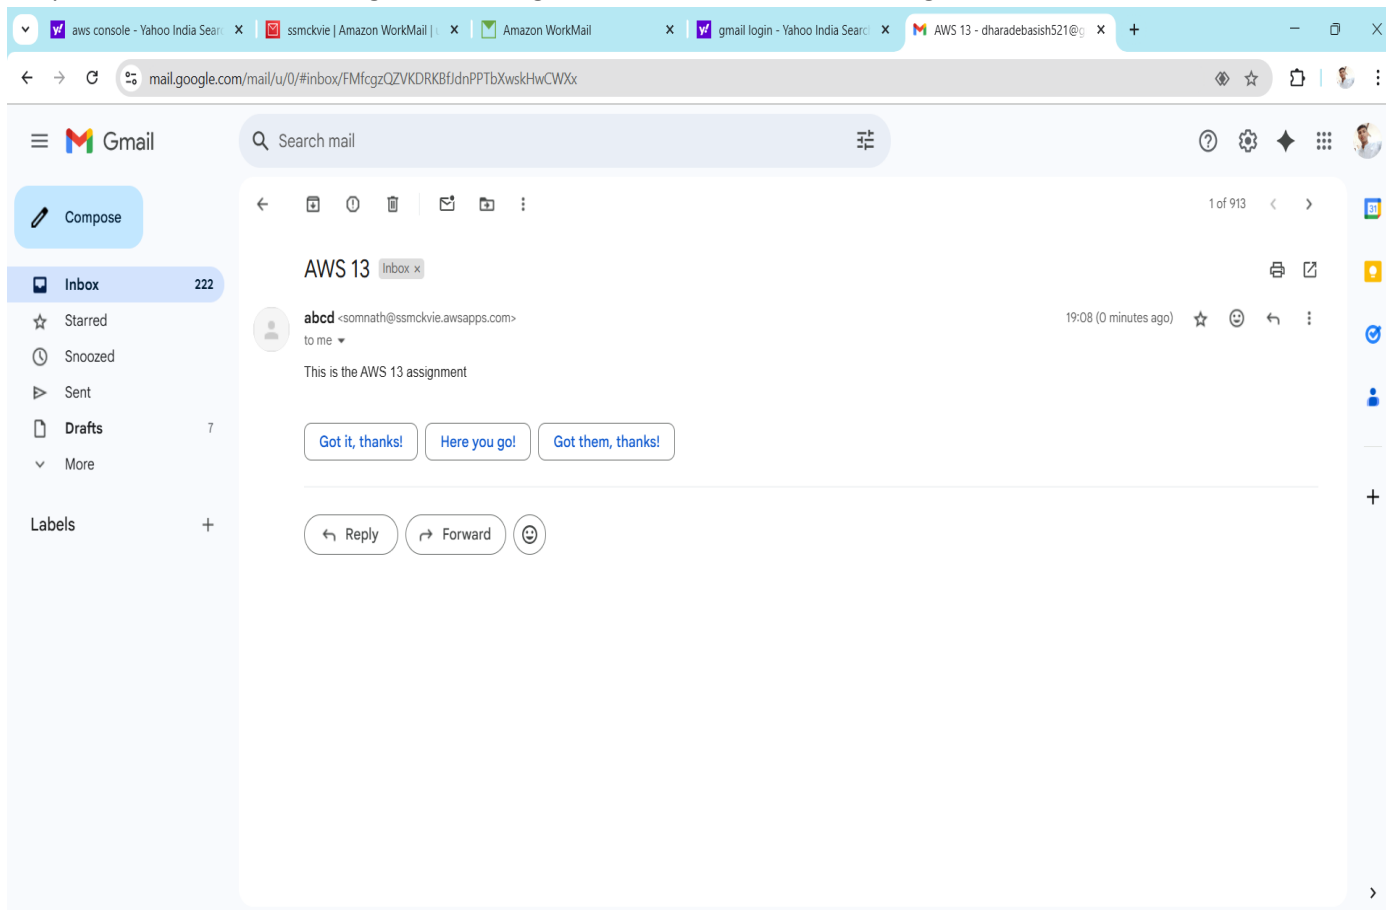 aws console - Yahoo India Sear
ssmckvie | Amazon WorkMail |
Amazon WorkMail
gmail login - Yahoo India Searc
AWS 13 - dharadebasish521@g
mail.google.com/mail/u/0/#inbox/FMfcgzQZVKDRKBfJdnPPTbXwskHwCWXx
Gmail
Search mail
Compose
1 of 913
31
AWS 13 Inbox x
Inbox 222
abcd <somnath@ssmckvie.awsapps.com>
19:08 (0 minutes ago)
Starred
to me
Snoozed
This is the AWS 13 assignment
Sent
Drafts 7
Got it, thanks!
Here you go!
Got them, thanks!
More
Labels
Reply
Forward